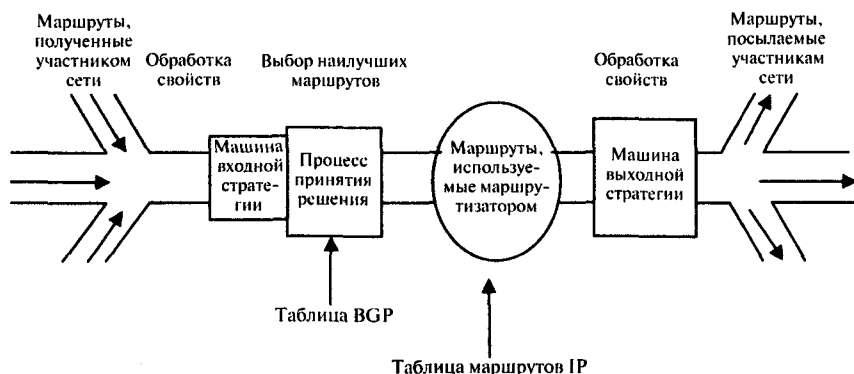 Маршруты,
полученные
участником
сети
Обработка
свойств
Выбор наилучших
маршрутов
Обработка
свойств
Маршруты,
посылаемые
участникам
сети
Машина
входной
страте-
гии
Процесс
принятия
решения
Маршруты,
используе-
мые маршру-
тизатором
Машина
выходной
стратегии
Таблица BGP
Таблица маршрутов IP